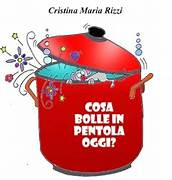 Cristina Maria Rizzi
COSA
BOLLE IN
PENTOLA
OGGI?